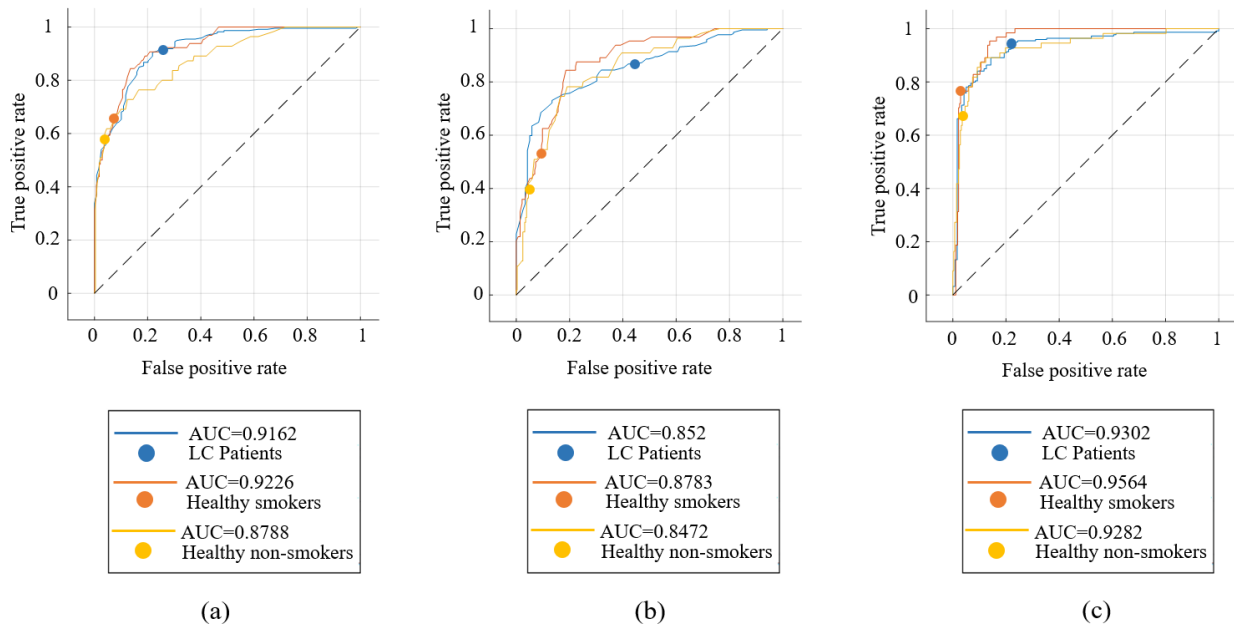 1
0.8
0.6
0.4
0.2
0
True positive rate
0
0.2
0.4
0.6
0.8
1
False positive rate
AUC=0.9162
LC Patients
AUC=0.9226
Healthy smokers
AUC=0.8788
Healthy non-smokers
(a)
1
0.8
0.6
0.4
0.2
0
True positive rate
0
0.2
0.4
0.6
0.8
1
False positive rate
AUC=0.852
LC Patients
AUC=0.8783
Healthy smokers
AUC=0.8472
Healthy non-smokers
(b)
1
0.8
0.6
0.4
0.2
0
True positive rate
0
0.2
0.4
0.6
0.8
1
False positive rate
AUC=0.9302
LC Patients
AUC=0.9564
Healthy smokers
AUC=0.9282
Healthy non-smokers
(c)